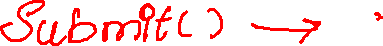 Submit() →